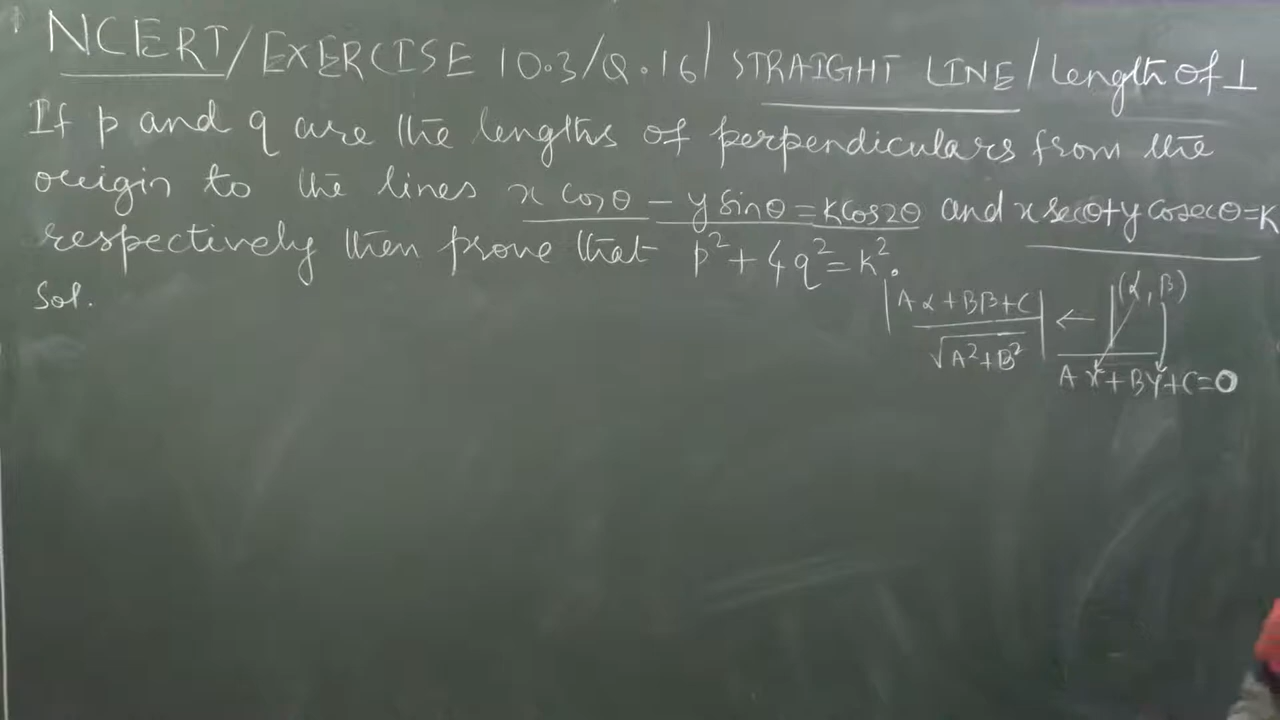 NCERT/EXERCISE 10.3/Q.16/ STRAIGHT LINE/Length of ⊥
If p and q are the lengths of perpendiculars from the
origin to the lines x cosθ - y sinθ = K cos2θ and x secθ + y cosecθ = K
respectively then prove that p² + 4q² = K².
Sol.
|Aα + Bβ + C| / √A² + B² ← (α, β)
AX + BY + C = 0